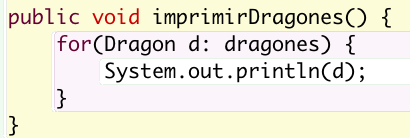 public void imprimirDragones() {
    for(Dragon d: dragones) {
        System.out.println(d);
    }
}